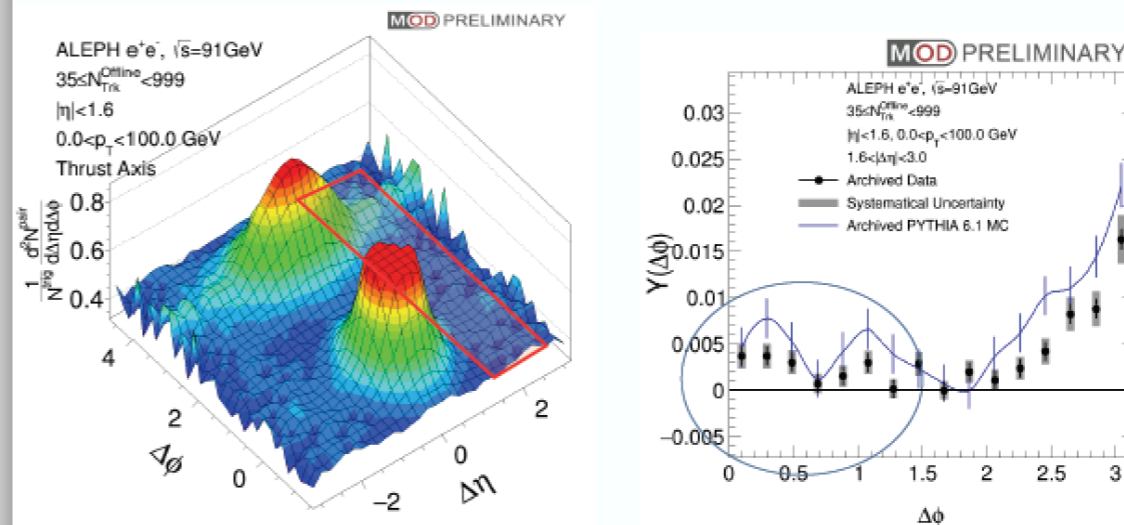 MOD PRELIMINARY
ALEPH e⁺e⁻, √s=91GeV
35≤N_Trk^Offline<999
|η|<1.6
0.0<p_T<100.0 GeV
Thrust Axis
1/N^trig d²N^pair/dΔηdΔϕ
0.8
0.6
0.4
4
2
0
Δϕ
−2
0
2
Δη
MOD PRELIMINARY
ALEPH e⁺e⁻, √s=91GeV
35≤N_Trk^Offline<999
|η|<1.6, 0.0<p_T<100.0 GeV
1.6<|Δη|<3.0
Archived Data
Systematical Uncertainty
Archived PYTHIA 6.1 MC
Y(Δϕ)
0.03
0.025
0.02
0.015
0.01
0.005
0
−0.005
0 0.5 1 1.5 2 2.5 3
Δϕ